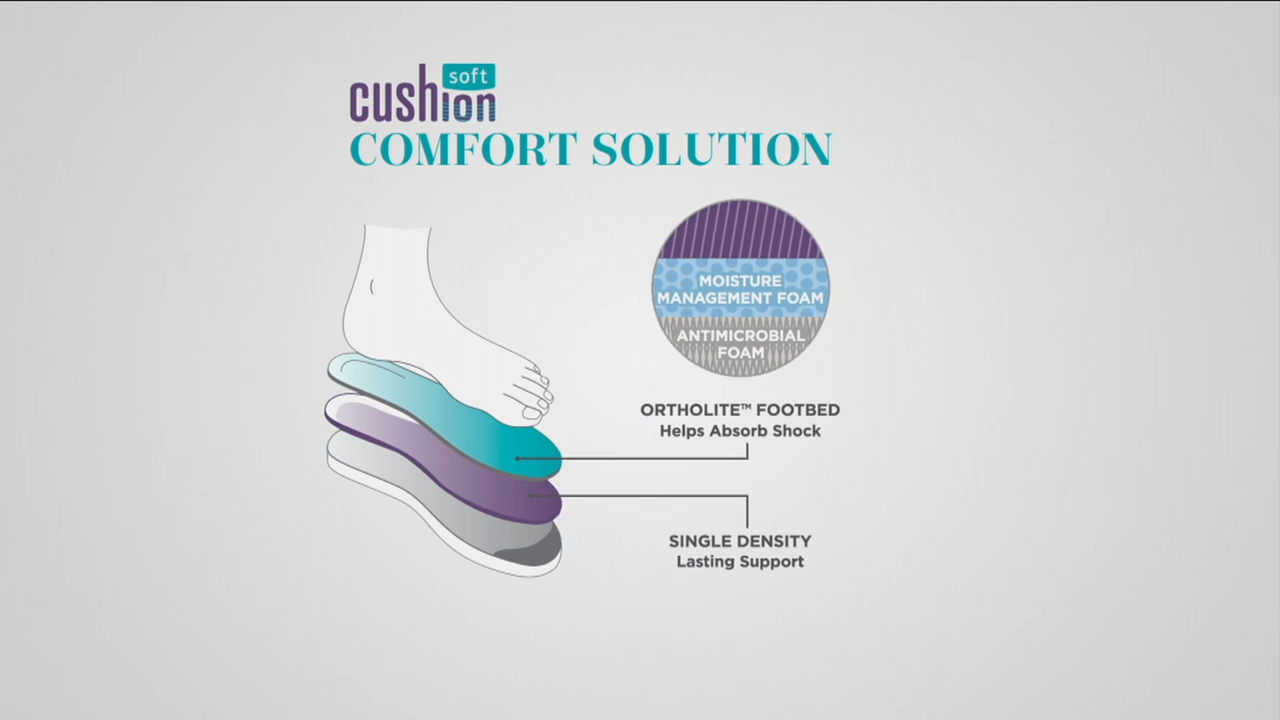 soft
cushion
COMFORT SOLUTION
MOISTURE
MANAGEMENT FOAM
ANTIMICROBIAL
FOAM
ORTHOLITE™ FOOTBED
Helps Absorb Shock
SINGLE DENSITY
Lasting Support